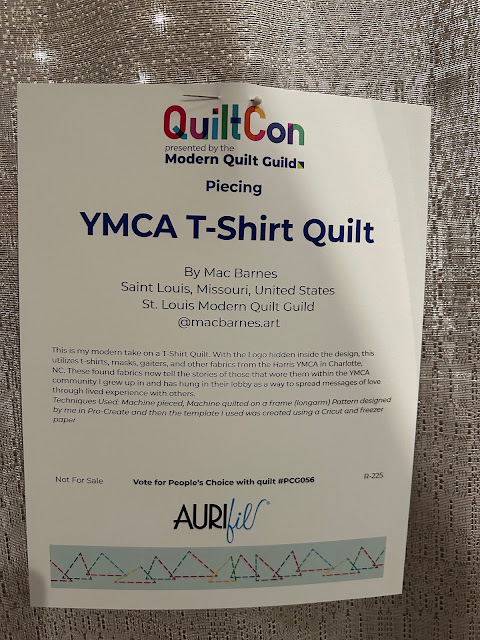 QuiltCon
presented by the
Modern Quilt Guild
Piecing
YMCA T-Shirt Quilt
By Mac Barnes
Saint Louis, Missouri, United States
St. Louis Modern Quilt Guild
@macbarnes.art
This is my modern take on a T-Shirt Quilt. With the Logo hidden inside the design, this
utilizes t-shirts, masks, gaiters, and other fabrics from the Harris YMCA in Charlotte,
NC. These found fabrics now tell the stories of those that wore them within the YMCA
community I grew up in and has hung in their lobby as a way to spread messages of love
through lived experience with others.
Techniques Used: Machine pieced, Machine quilted on a frame (longarm) Pattern designed
by me in Pro-Create and then the template I used was created using a Cricut and freezer
paper
Not For Sale
Vote for People's Choice with quilt #PCG056
R-225
AURIfil®